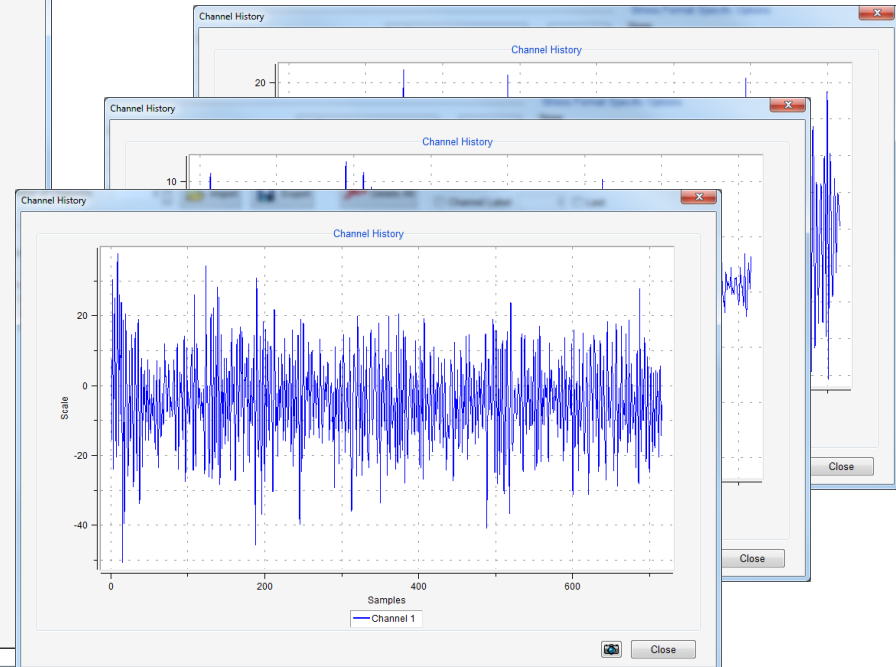 Channel History
Channel History
20
Channel History
Channel History
10
Channel History
Channel History
20
0
-20
-40
Scale
0
200
400
600
Samples
Channel 1
Close
Close
Close